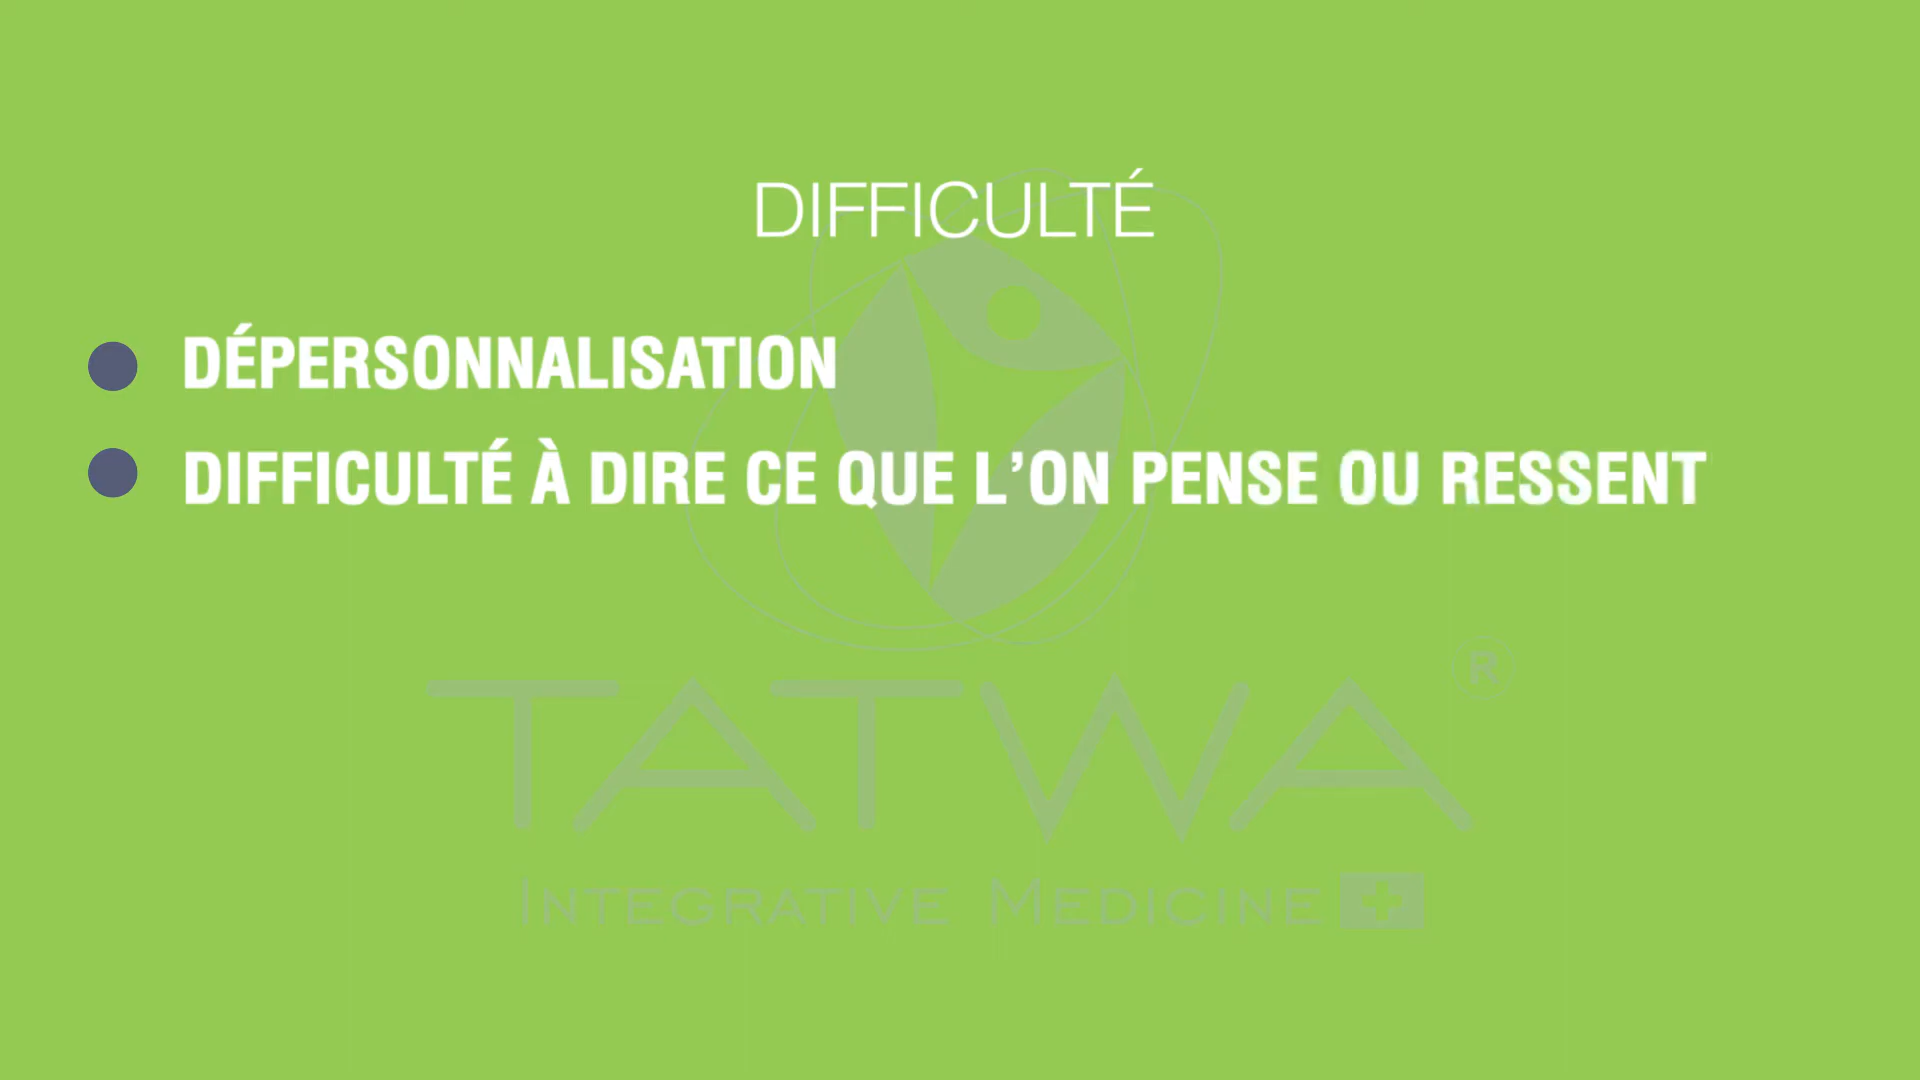 DIFFICULTÉ
DÉPERSONNALISATION
DIFFICULTÉ À DIRE CE QUE L’ON PENSE OU RESSENT
®
TATWA
INTEGRATIVE MEDICINE